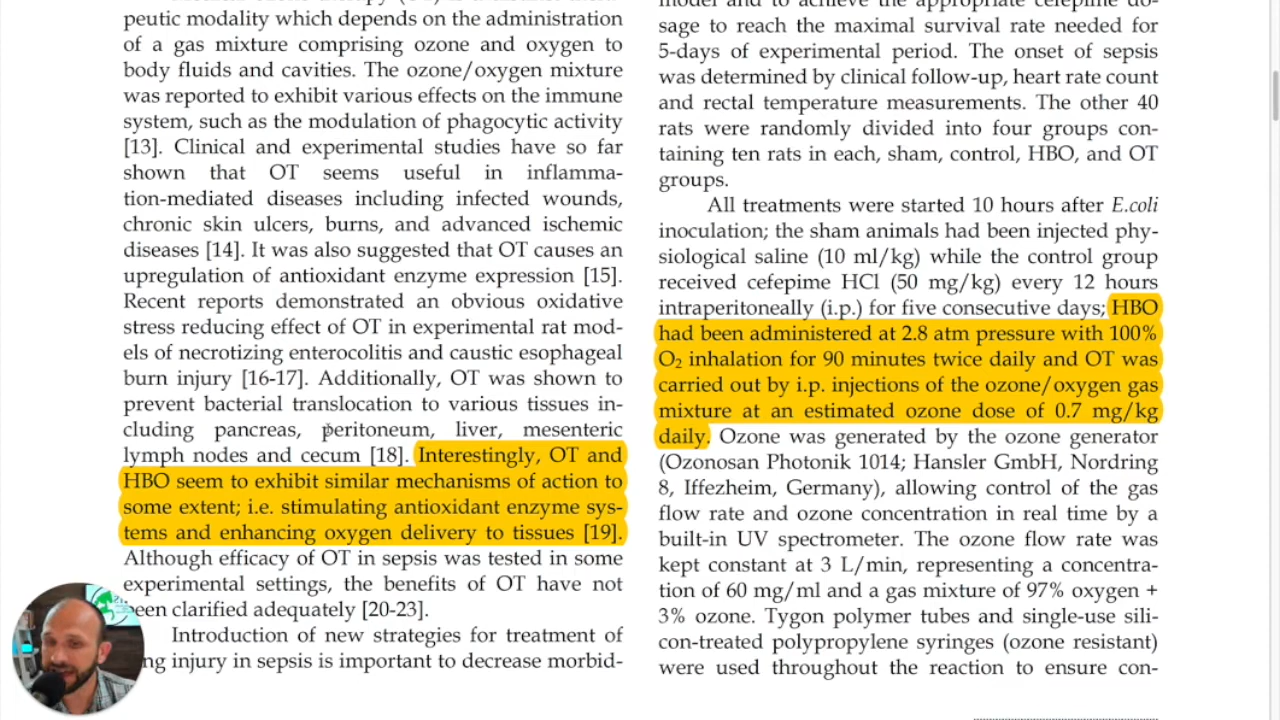 peutic modality which depends on the administration
of a gas mixture comprising ozone and oxygen to
body fluids and cavities. The ozone/oxygen mixture
was reported to exhibit various effects on the immune
system, such as the modulation of phagocytic activity
[13]. Clinical and experimental studies have so far
shown that OT seems useful in inflamma-
tion-mediated diseases including infected wounds,
chronic skin ulcers, burns, and advanced ischemic
diseases [14]. It was also suggested that OT causes an
upregulation of antioxidant enzyme expression [15].
Recent reports demonstrated an obvious oxidative
stress reducing effect of OT in experimental rat mod-
els of necrotizing enterocolitis and caustic esophageal
burn injury [16-17]. Additionally, OT was shown to
prevent bacterial translocation to various tissues in-
cluding pancreas, peritoneum, liver, mesenteric
lymph nodes and cecum [18]. Interestingly, OT and
HBO seem to exhibit similar mechanisms of action to
some extent; i.e. stimulating antioxidant enzyme sys-
tems and enhancing oxygen delivery to tissues [19].
Although efficacy of OT in sepsis was tested in some
experimental settings, the benefits of OT have not
been clarified adequately [20-23].
Introduction of new strategies for treatment of
injury in sepsis is important to decrease morbid-
model and to achieve the appropriate cefepime do-
sage to reach the maximal survival rate needed for
5-days of experimental period. The onset of sepsis
was determined by clinical follow-up, heart rate count
and rectal temperature measurements. The other 40
rats were randomly divided into four groups con-
taining ten rats in each, sham, control, HBO, and OT
groups.
All treatments were started 10 hours after E.coli
inoculation; the sham animals had been injected phy-
siological saline (10 ml/kg) while the control group
received cefepime HCl (50 mg/kg) every 12 hours
intraperitoneally (i.p.) for five consecutive days; HBO
had been administered at 2.8 atm pressure with 100%
O₂ inhalation for 90 minutes twice daily and OT was
carried out by i.p. injections of the ozone/oxygen gas
mixture at an estimated ozone dose of 0.7 mg/kg
daily. Ozone was generated by the ozone generator
(Ozonosan Photonik 1014; Hansler GmbH, Nordring
8, Iffezheim, Germany), allowing control of the gas
flow rate and ozone concentration in real time by a
built-in UV spectrometer. The ozone flow rate was
kept constant at 3 L/min, representing a concentra-
tion of 60 mg/ml and a gas mixture of 97% oxygen +
3% ozone. Tygon polymer tubes and single-use sili-
con-treated polypropylene syringes (ozone resistant)
were used throughout the reaction to ensure con-